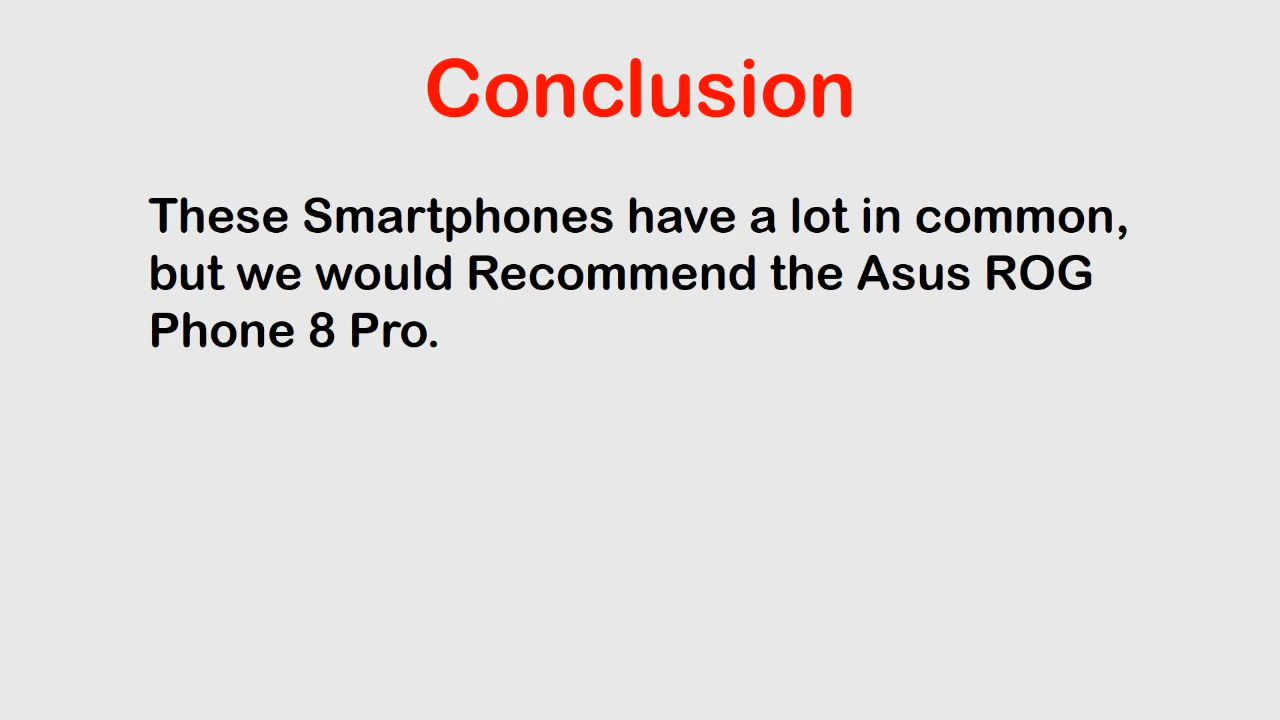 Conclusion
These Smartphones have a lot in common,
but we would Recommend the Asus ROG
Phone 8 Pro.